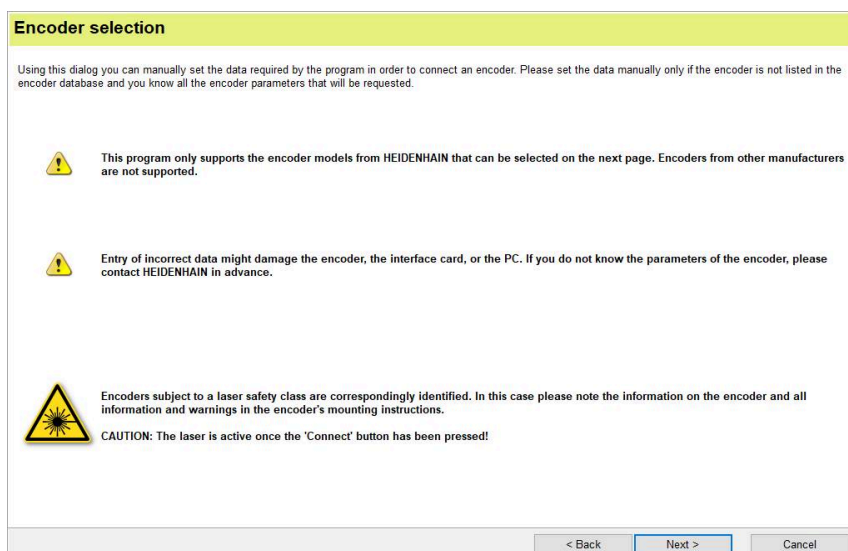 Encoder selection
Using this dialog you can manually set the data required by the program in order to connect an encoder. Please set the data manually only if the encoder is not listed in the
encoder database and you know all the encoder parameters that will be requested.
This program only supports the encoder models from HEIDENHAIN that can be selected on the next page. Encoders from other manufacturers
are not supported.
Entry of incorrect data might damage the encoder, the interface card, or the PC. If you do not know the parameters of the encoder, please
contact HEIDENHAIN in advance.
Encoders subject to a laser safety class are correspondingly identified. In this case please note the information on the encoder and all
information and warnings in the encoder's mounting instructions.
CAUTION: The laser is active once the 'Connect' button has been pressed!
< Back Next > Cancel